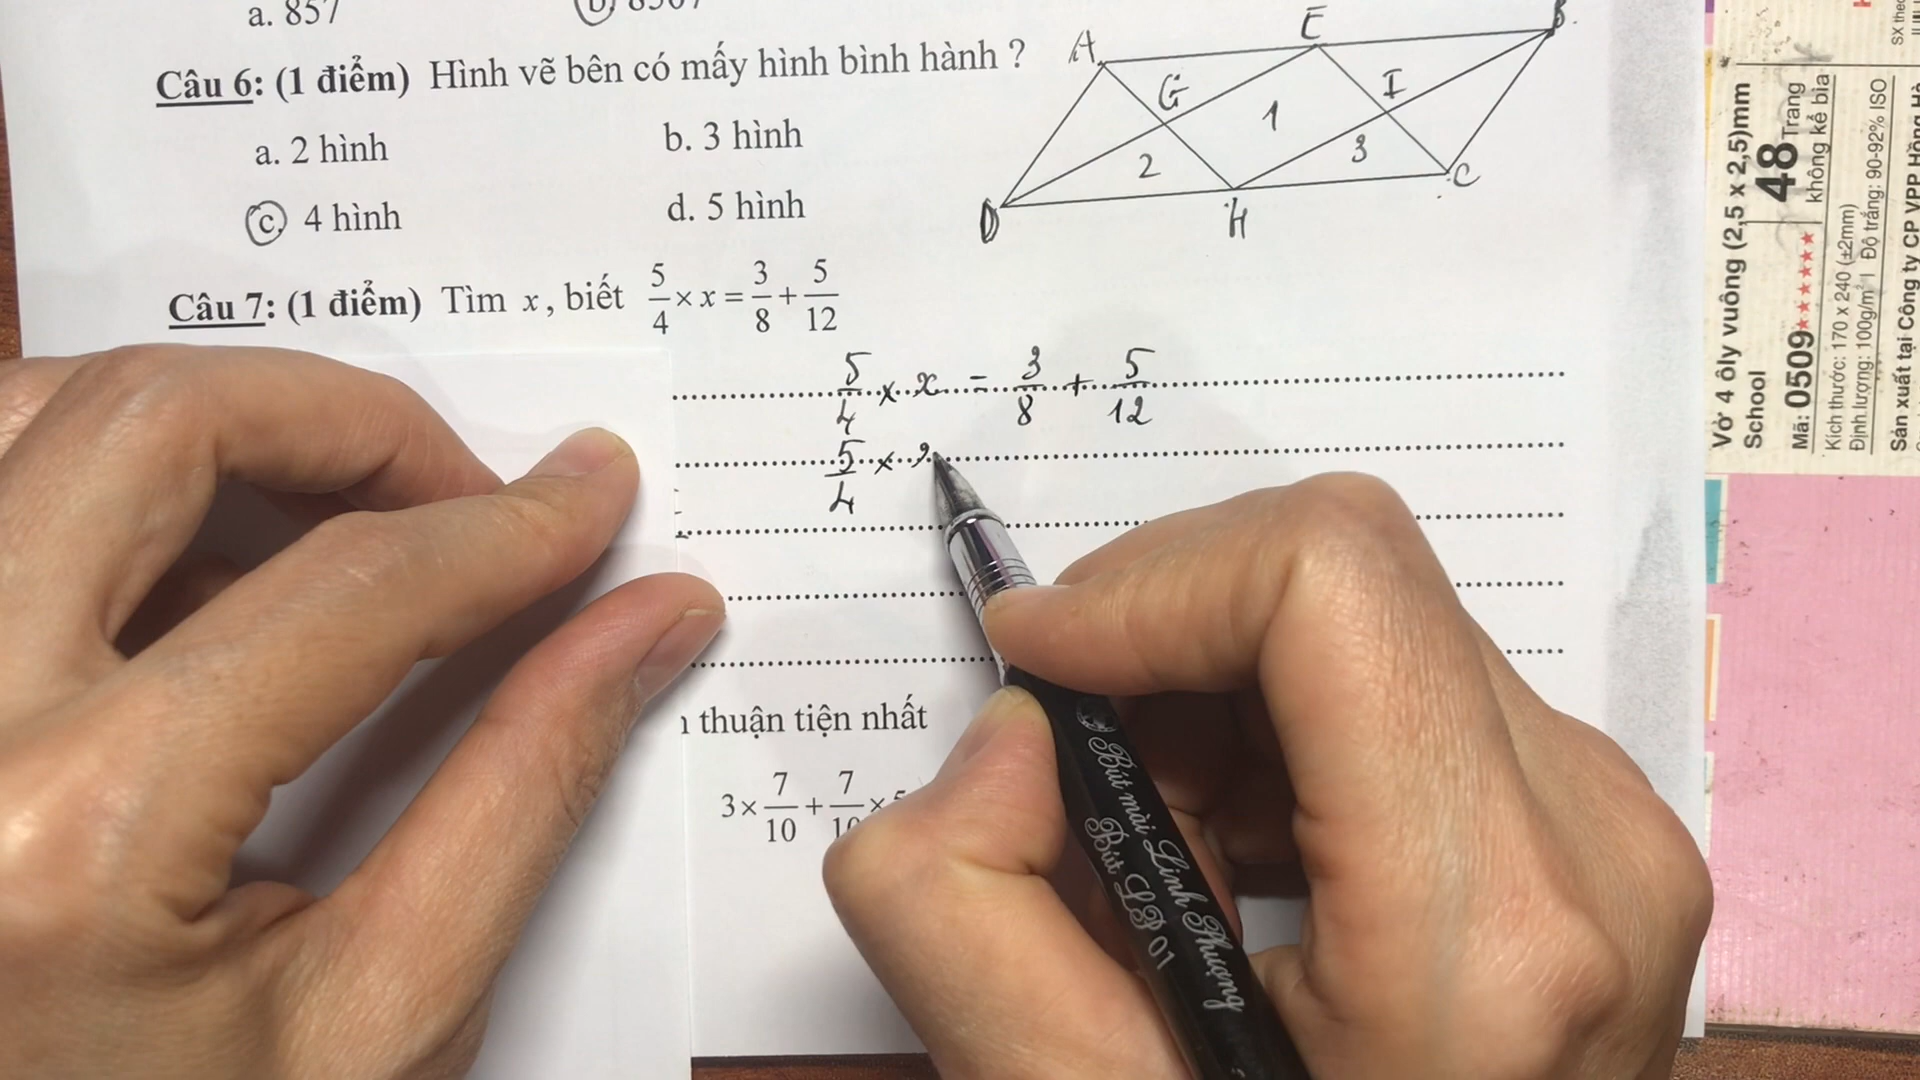 a. 857
b) 8507
Câu 6: (1 điểm) Hình vẽ bên có mấy hình bình hành ?
a. 2 hình
b. 3 hình
c) 4 hình
d. 5 hình
A E B
G 1 I
2 3
D H C
Câu 7: (1 điểm) Tìm x, biết 5/4 × x = 3/8 + 5/12
5/4 × x = 3/8 + 5/12
5/4 ×
thuận tiện nhất
3 × 7/10 + 7/10 ×
Bút mài Linh Phượng
Bút LP 01
Vở 4 ôly vuông (2,5 x 2,5)mm
School
48 Trang
không kể bìa
Mã: 0509★★★★★★
Kích thước: 170 x 240 (±2mm)
Định lượng: 100g/m² | Độ trắng: 90-92% ISO
Sản xuất tại Công ty CP VPP Hồng Hà
SX theo